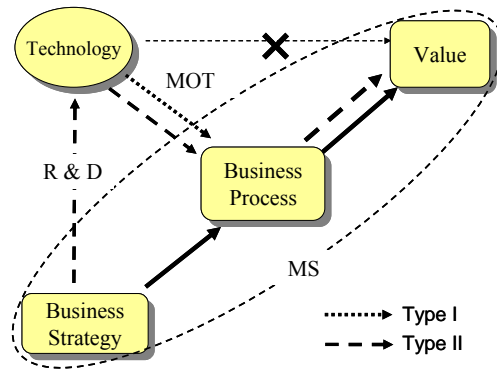 Technology
Value
MOT
Business
Process
R & D
MS
Business
Strategy
Type I
Type II